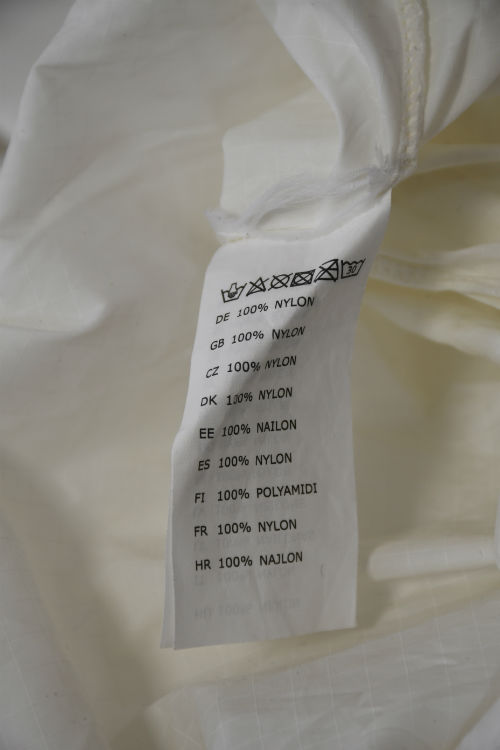 30
DE 100% NYLON
GB 100% NYLON
CZ 100% NYLON
DK 100% NYLON
EE 100% NAILON
ES 100% NYLON
FI 100% POLYAMIDI
FR 100% NYLON
HR 100% NAJLON